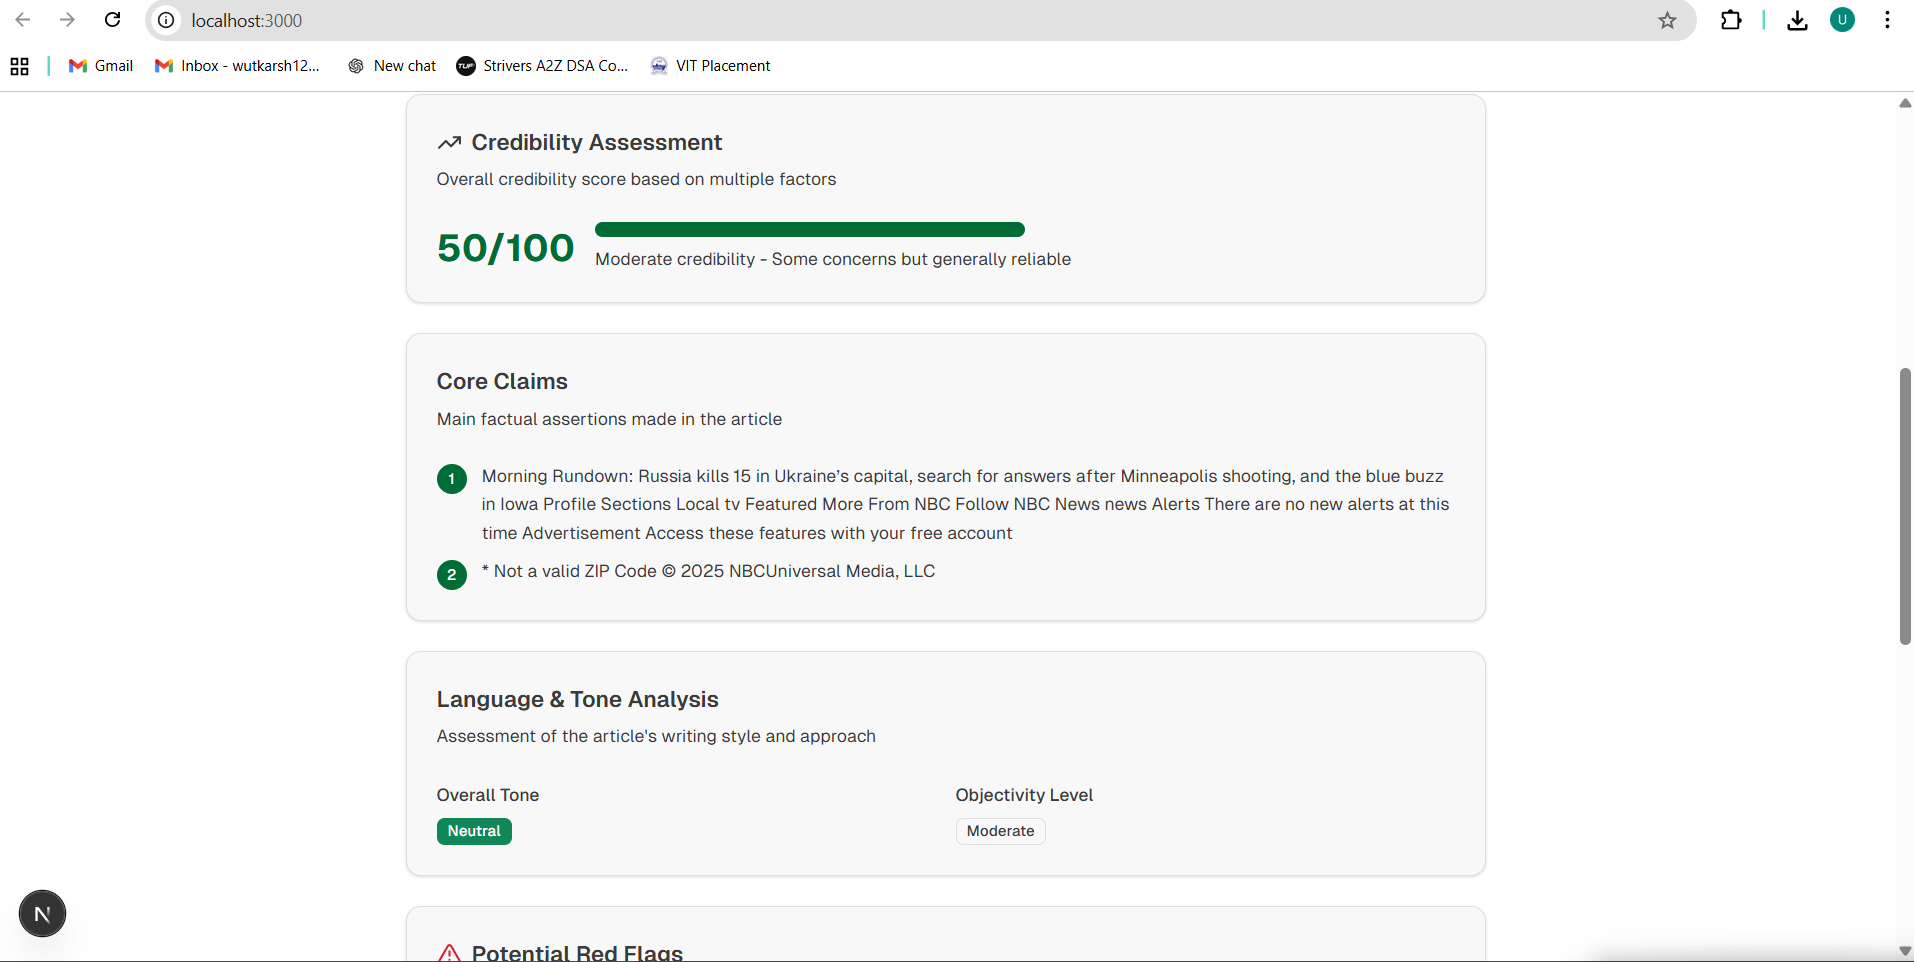 localhost:3000
U
Gmail
Inbox - wutkarsh12...
New chat
TUF
Strivers A2Z DSA Co...
VIT Placement
Credibility Assessment
Overall credibility score based on multiple factors
50/100
Moderate credibility - Some concerns but generally reliable
Core Claims
Main factual assertions made in the article
1
Morning Rundown: Russia kills 15 in Ukraine’s capital, search for answers after Minneapolis shooting, and the blue buzz
in Iowa Profile Sections Local tv Featured More From NBC Follow NBC News news Alerts There are no new alerts at this
time Advertisement Access these features with your free account
2
* Not a valid ZIP Code © 2025 NBCUniversal Media, LLC
Language & Tone Analysis
Assessment of the article's writing style and approach
Overall Tone
Objectivity Level
Neutral
Moderate
N
Potential Red Flags